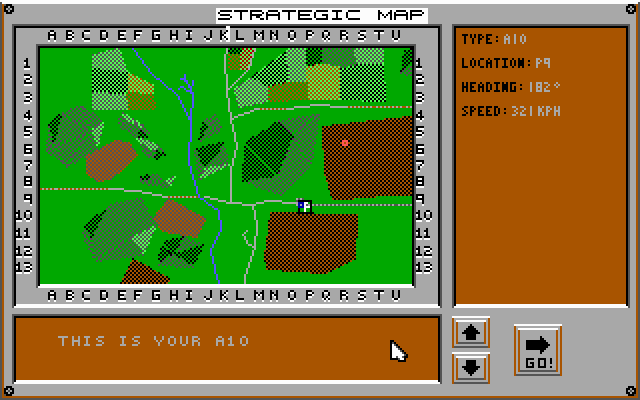 STRATEGIC MAP
A B C D E F G H I J K L M N O P Q R S T U
1 1
2 2
3 3
4 4
5 5
6 6
7 7
8 8
9 9
10 10
11 11
12 12
13 13
A B C D E F G H I J K L M N O P Q R S T U
TYPE: A10
LOCATION: P9
HEADING: 182°
SPEED: 321KPH
THIS IS YOUR A10
GO!